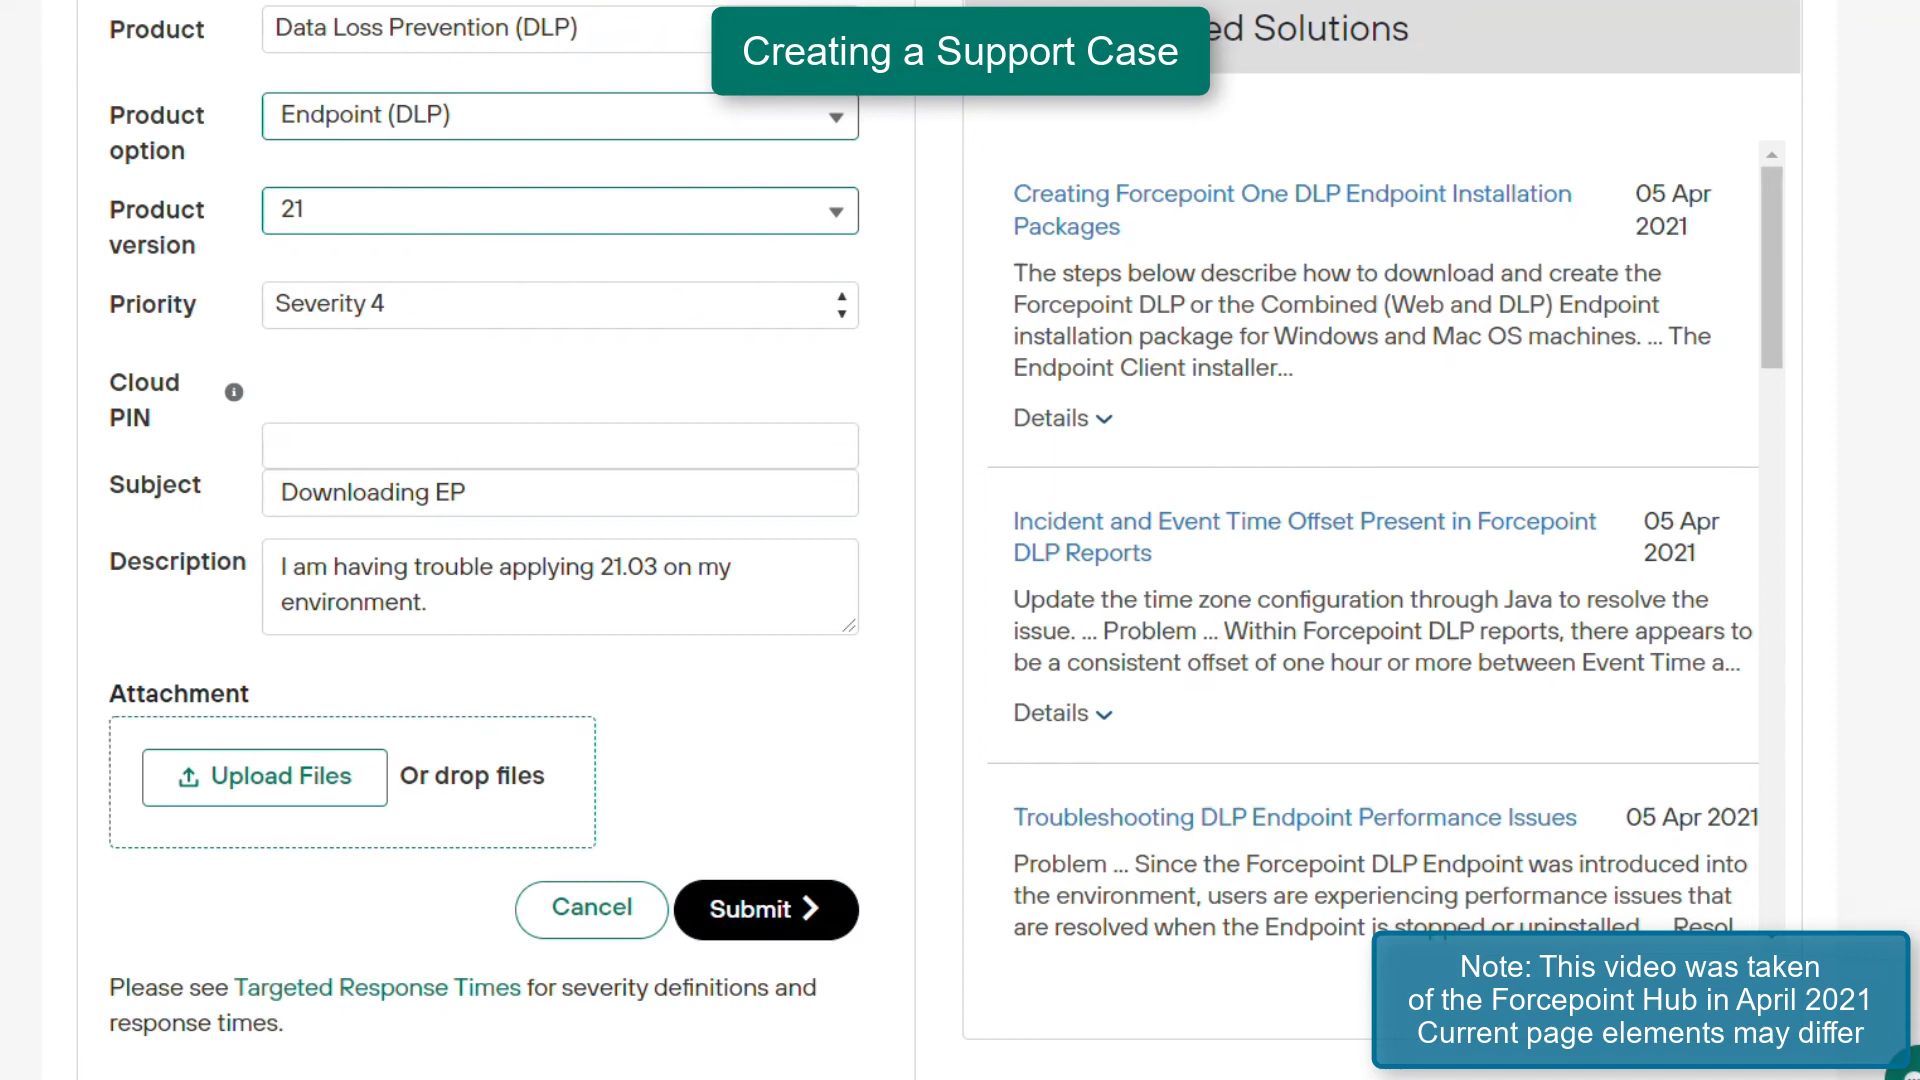 Creating a Support Case
Product
Data Loss Prevention (DLP)
Product
option
Endpoint (DLP)
Product
version
21
Priority
Severity 4
Cloud
PIN
Subject
Downloading EP
Description
I am having trouble applying 21.03 on my
environment.
Attachment
Upload Files
Or drop files
Cancel
Submit
Please see Targeted Response Times for severity definitions and
response times.
ed Solutions
Creating Forcepoint One DLP Endpoint Installation
Packages
05 Apr
2021
The steps below describe how to download and create the
Forcepoint DLP or the Combined (Web and DLP) Endpoint
installation package for Windows and Mac OS machines. ... The
Endpoint Client installer...
Details
Incident and Event Time Offset Present in Forcepoint
DLP Reports
05 Apr
2021
Update the time zone configuration through Java to resolve the
issue. ... Problem ... Within Forcepoint DLP reports, there appears to
be a consistent offset of one hour or more between Event Time a...
Details
Troubleshooting DLP Endpoint Performance Issues
05 Apr 2021
Problem ... Since the Forcepoint DLP Endpoint was introduced into
the environment, users are experiencing performance issues that
are resolved when the Endpoint is stopped or uninstalled ... Resol
Note: This video was taken
of the Forcepoint Hub in April 2021
Current page elements may differ